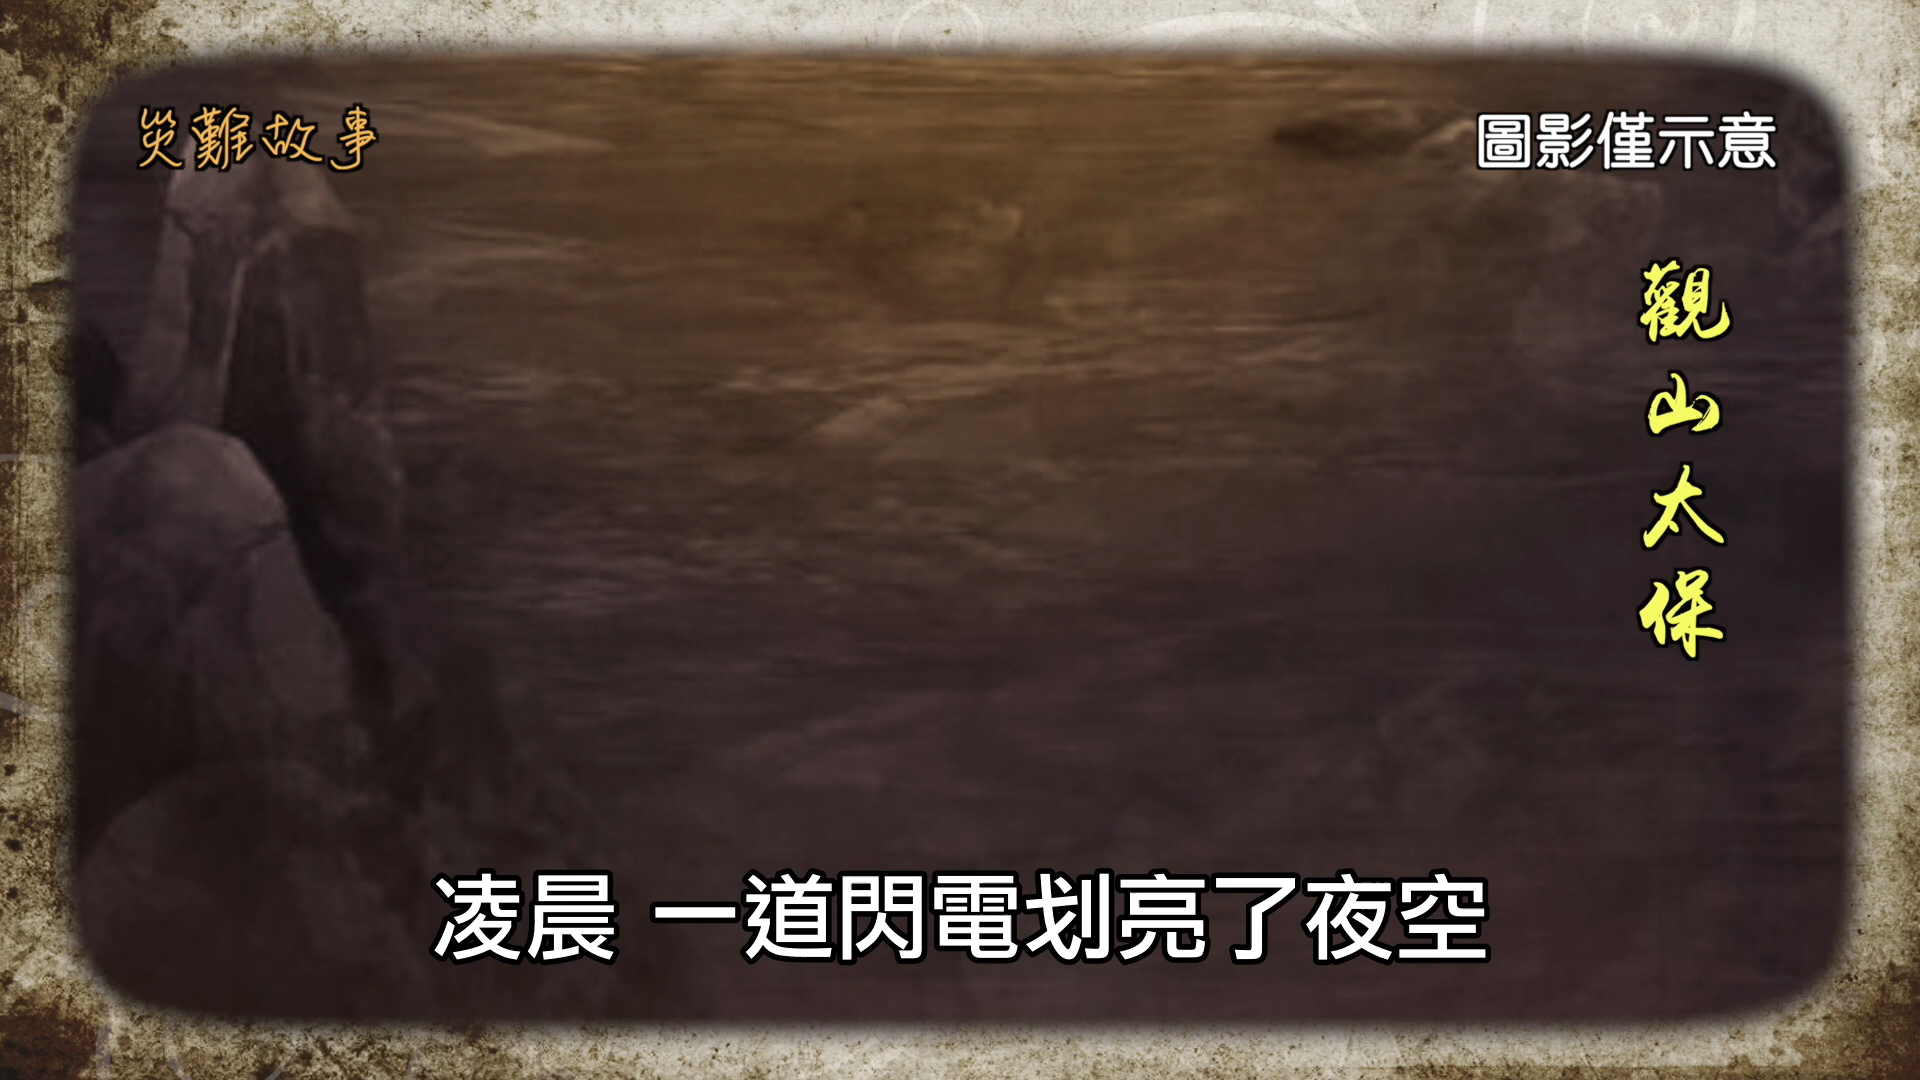 災難故事
圖影僅示意
觀山太保
凌晨 一道閃電划亮了夜空